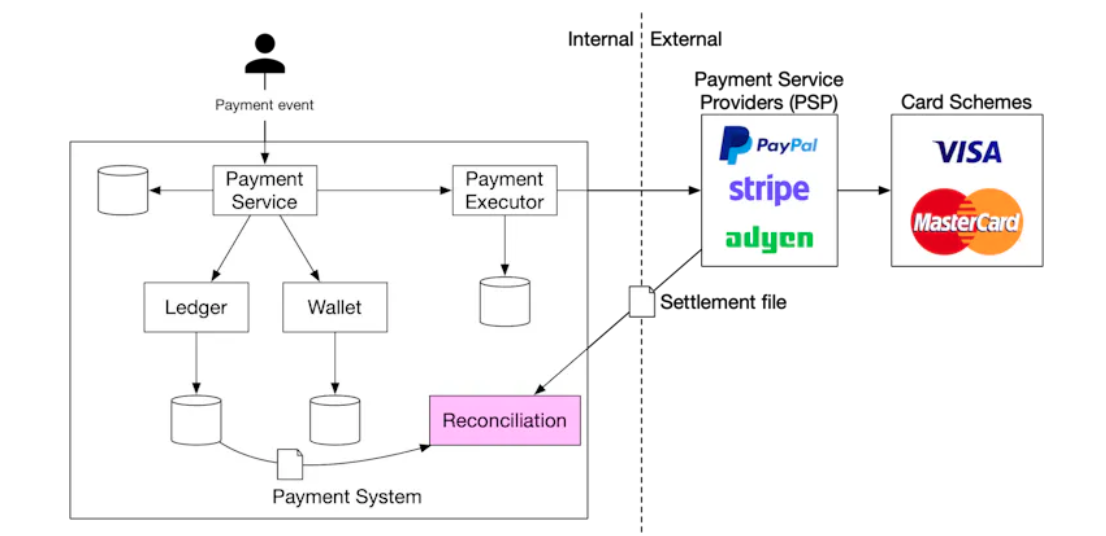 Internal
External
Payment event
Payment Service
Providers (PSP)
Card Schemes
PayPal
stripe
adyen
VISA
MasterCard
Payment
Service
Payment
Executor
Ledger
Wallet
Settlement file
Reconciliation
Payment System